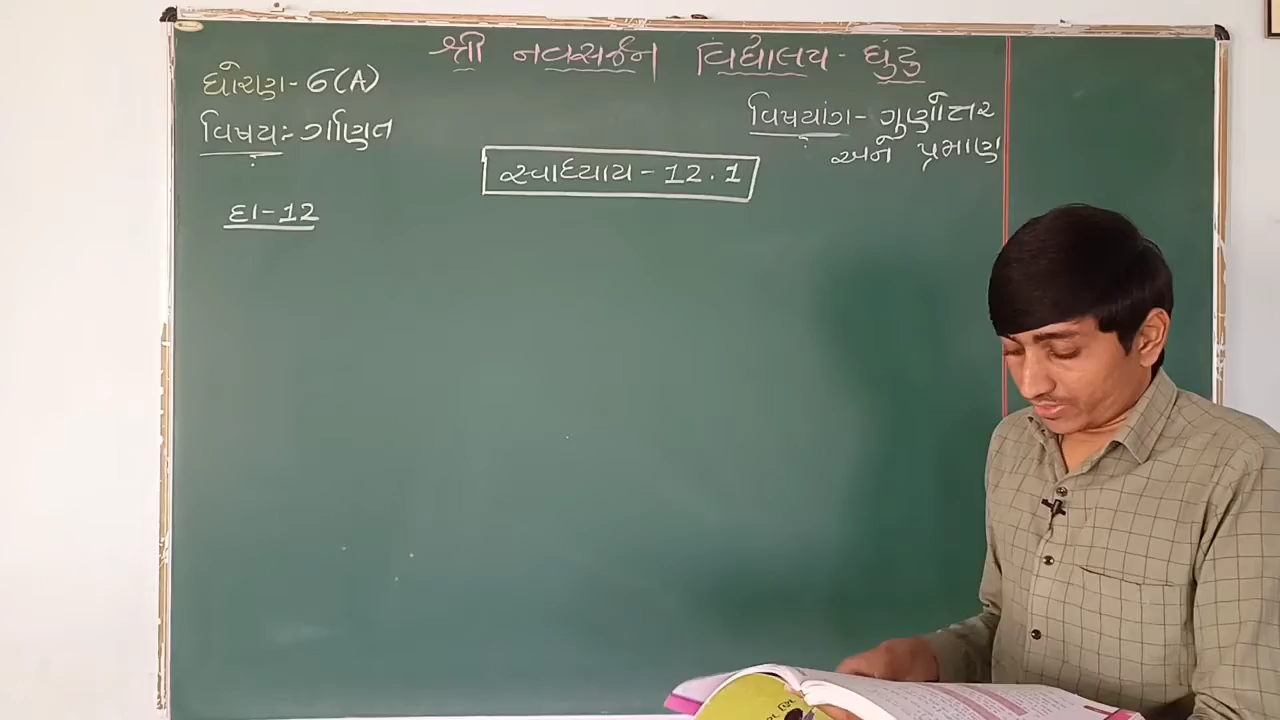 શ્રી નવસર્જન વિદ્યાલય - ઘુંટુ
ધોરણ - 6 (A)
વિષય:- ગણિત
વિષયાંગ - ગુણોત્તર
અને પ્રમાણ
સ્વાધ્યાય - 12.1
દા - 12